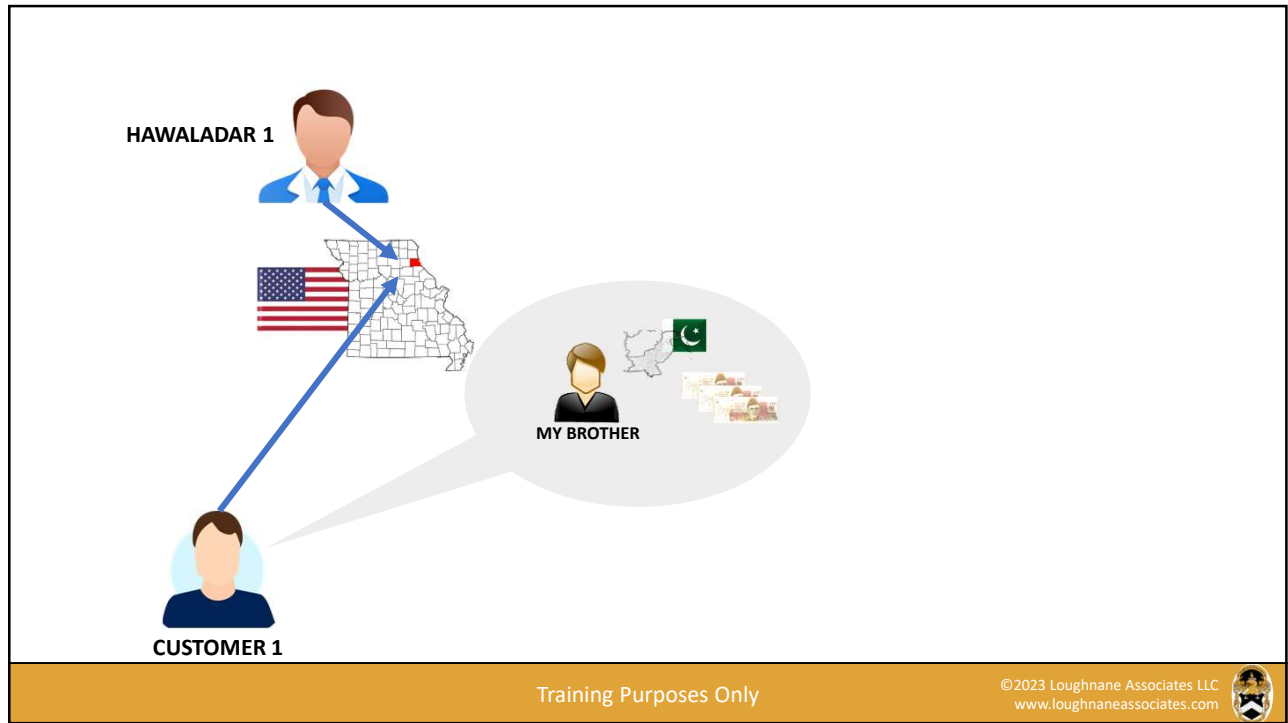 HAWALADAR 1
MY BROTHER
CUSTOMER 1
Training Purposes Only
©2023 Loughnane Associates LLC
www.loughnaneassociates.com